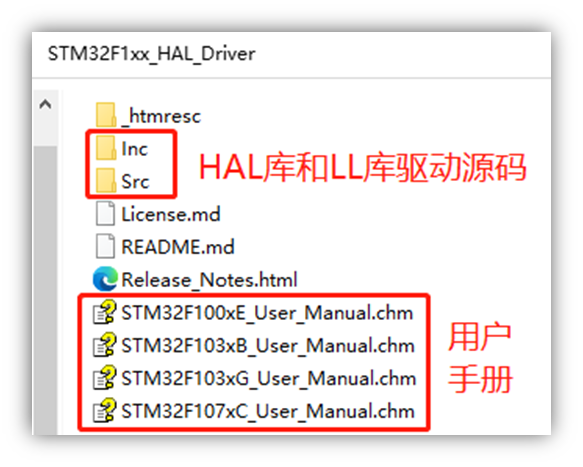 STM32F1xx_HAL_Driver
_htmresc
Inc
Src
HAL库和LL库驱动源码
License.md
README.md
Release_Notes.html
STM32F100xE_User_Manual.chm
STM32F103xB_User_Manual.chm
STM32F103xG_User_Manual.chm
STM32F107xC_User_Manual.chm
用户
手册